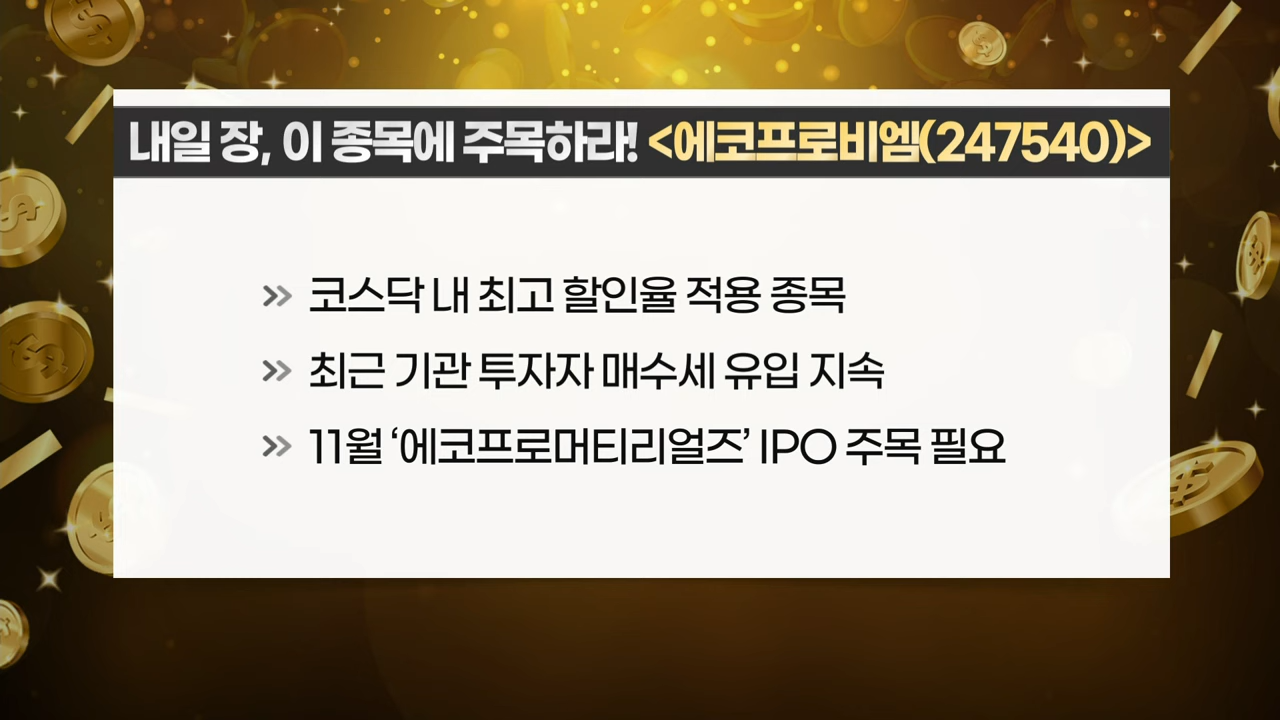 내일 장, 이 종목에 주목하라! <에코프로비엠(247540)>
>> 코스닥 내 최고 할인율 적용 종목
>> 최근 기관 투자자 매수세 유입 지속
>> 11월 ‘에코프로머티리얼즈’ IPO 주목 필요